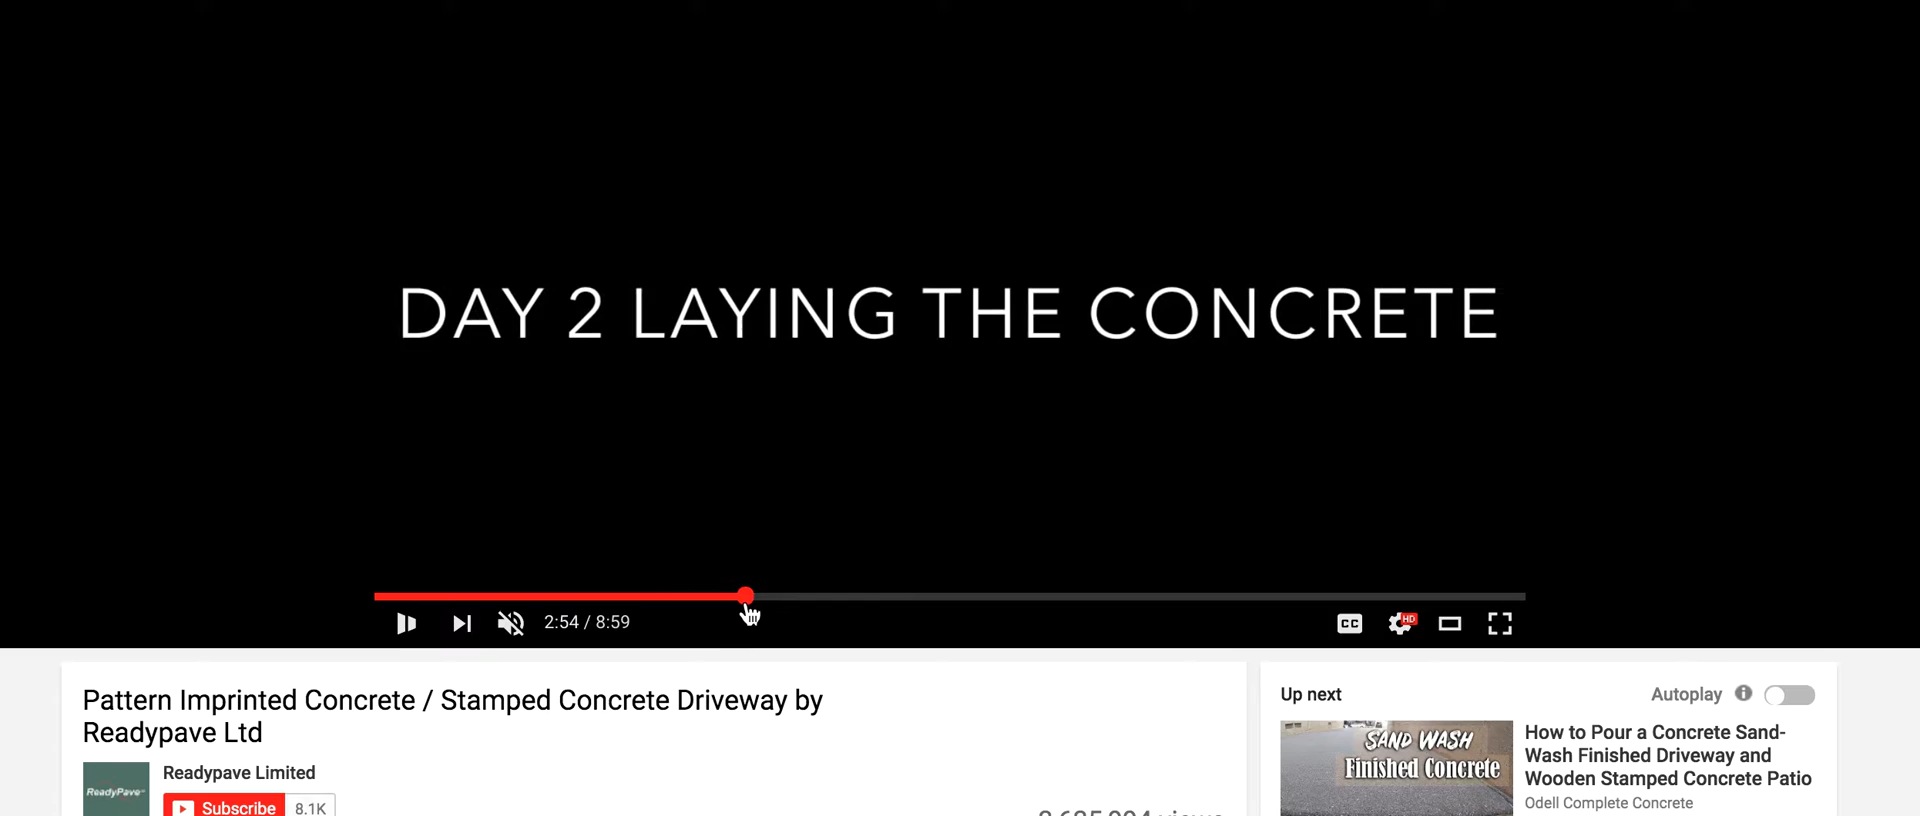 DAY 2 LAYING THE CONCRETE
2:54 / 8:59
CC
HD
Pattern Imprinted Concrete / Stamped Concrete Driveway by
Readypave Ltd
ReadyPave
Readypave Limited
Subscribe 8.1K
views
Up next
Autoplay
SAND WASH
Finished Concrete
How to Pour a Concrete Sand-
Wash Finished Driveway and
Wooden Stamped Concrete Patio
Odell Complete Concrete